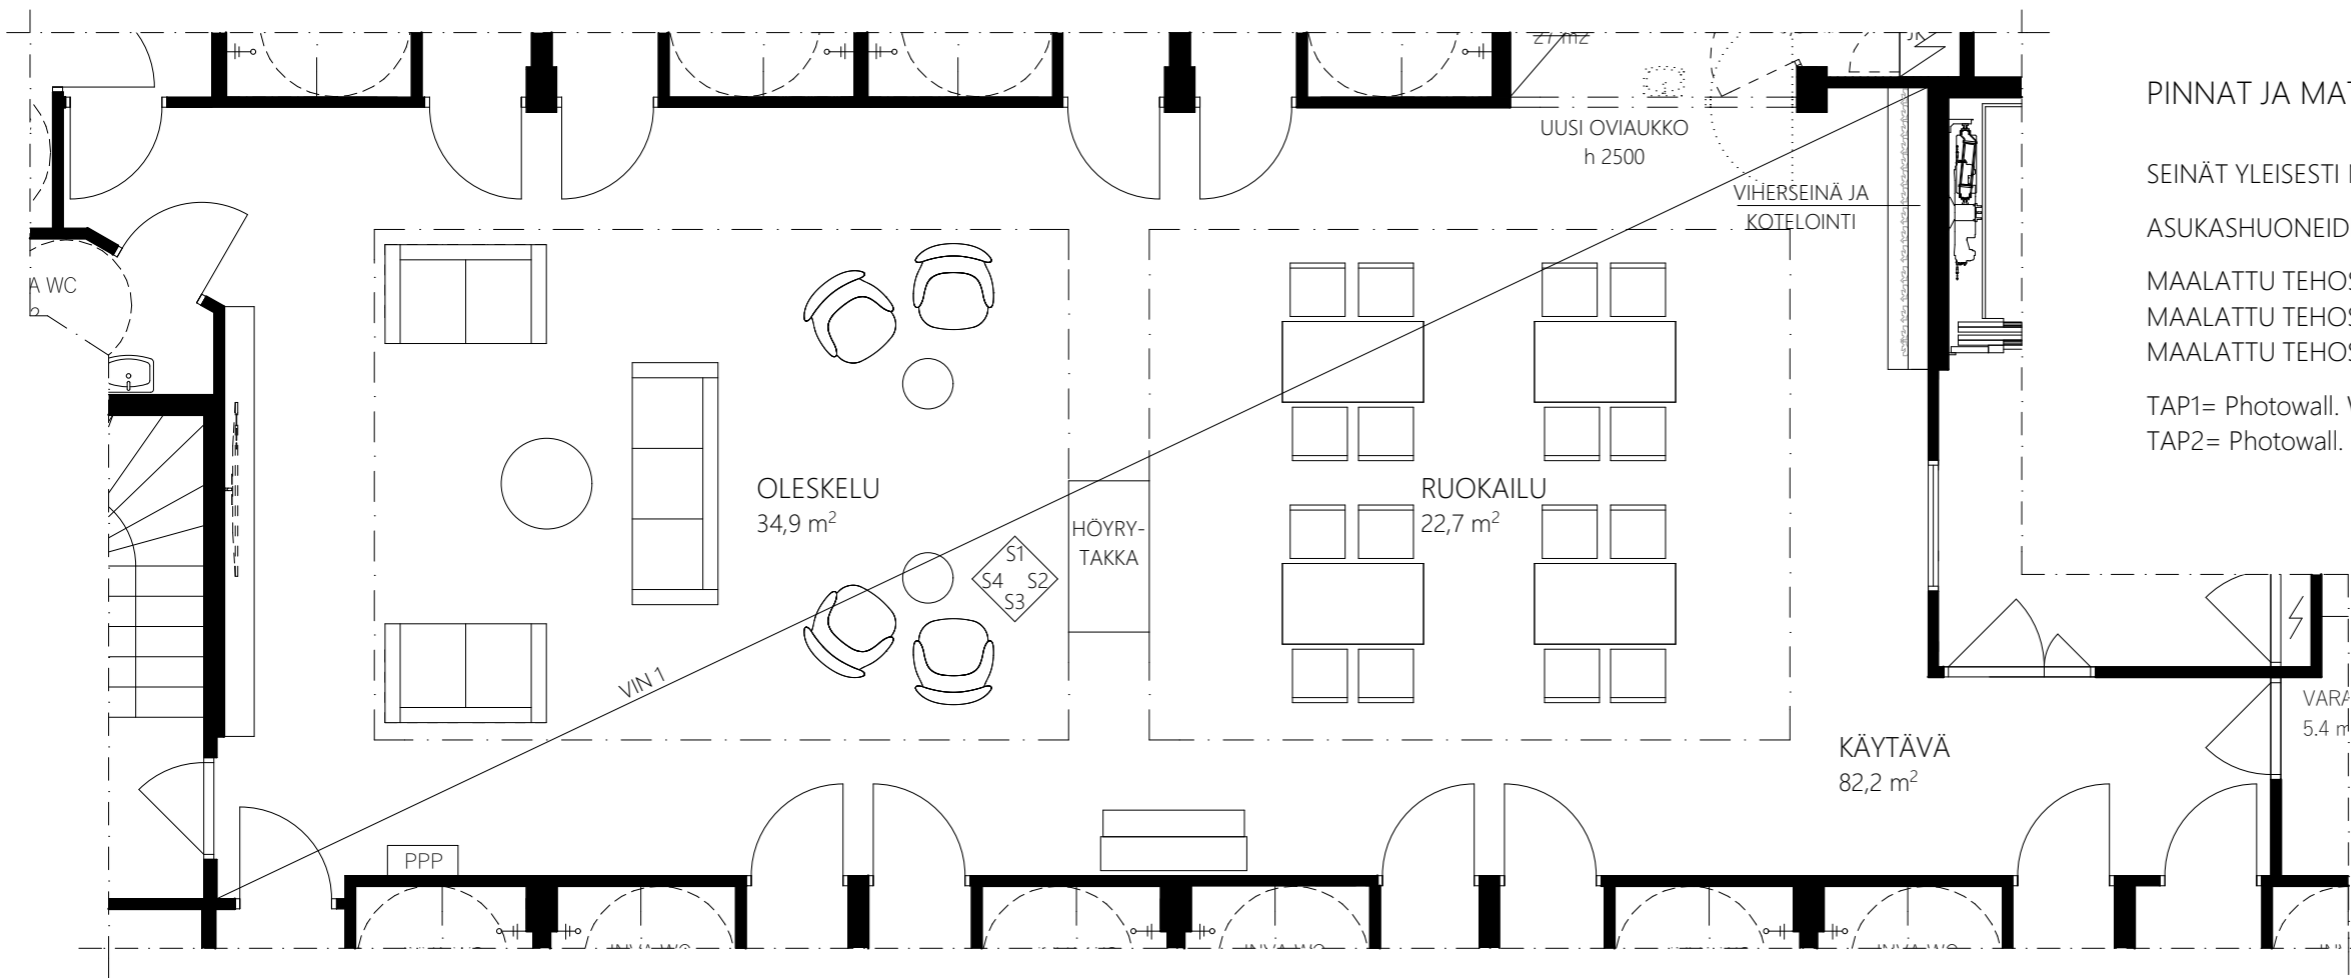 PINNAT JA MAT
SEINÄT YLEISESTI
ASUKASHUONEID
MAALATTU TEHOS
MAALATTU TEHOS
MAALATTU TEHOS
TAP1= Photowall.
TAP2= Photowall.
27 m2
UUSI OVIAUKKO
h 2500
VIHERSEINÄ JA
KOTELOINTI
A WC
OLESKELU
34,9 m²
RUOKAILU
22,7 m²
HÖYRY-
TAKKA
S1
S4 S2
S3
VIN 1
KÄYTÄVÄ
82,2 m²
VARA
5.4 m
PPP